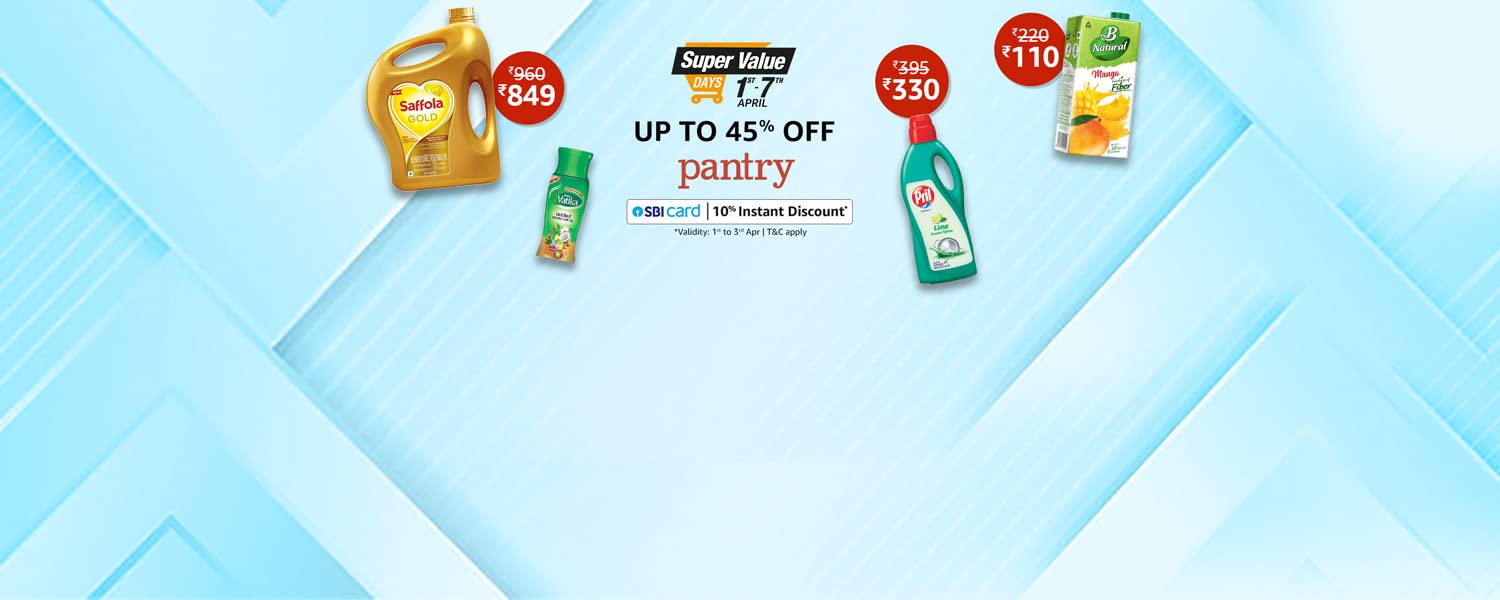 ₹960
₹849
Saffola
GOLD
Vatika
Super Value
DAYS 1ST-7TH
APRIL
UP TO 45% OFF
pantry
SBI card | 10% Instant Discount*
*Validity: 1st to 3rd Apr | T&C apply
₹395
₹330
Pril
Lime
₹220
₹110
B
Natural
Mango
Fiber